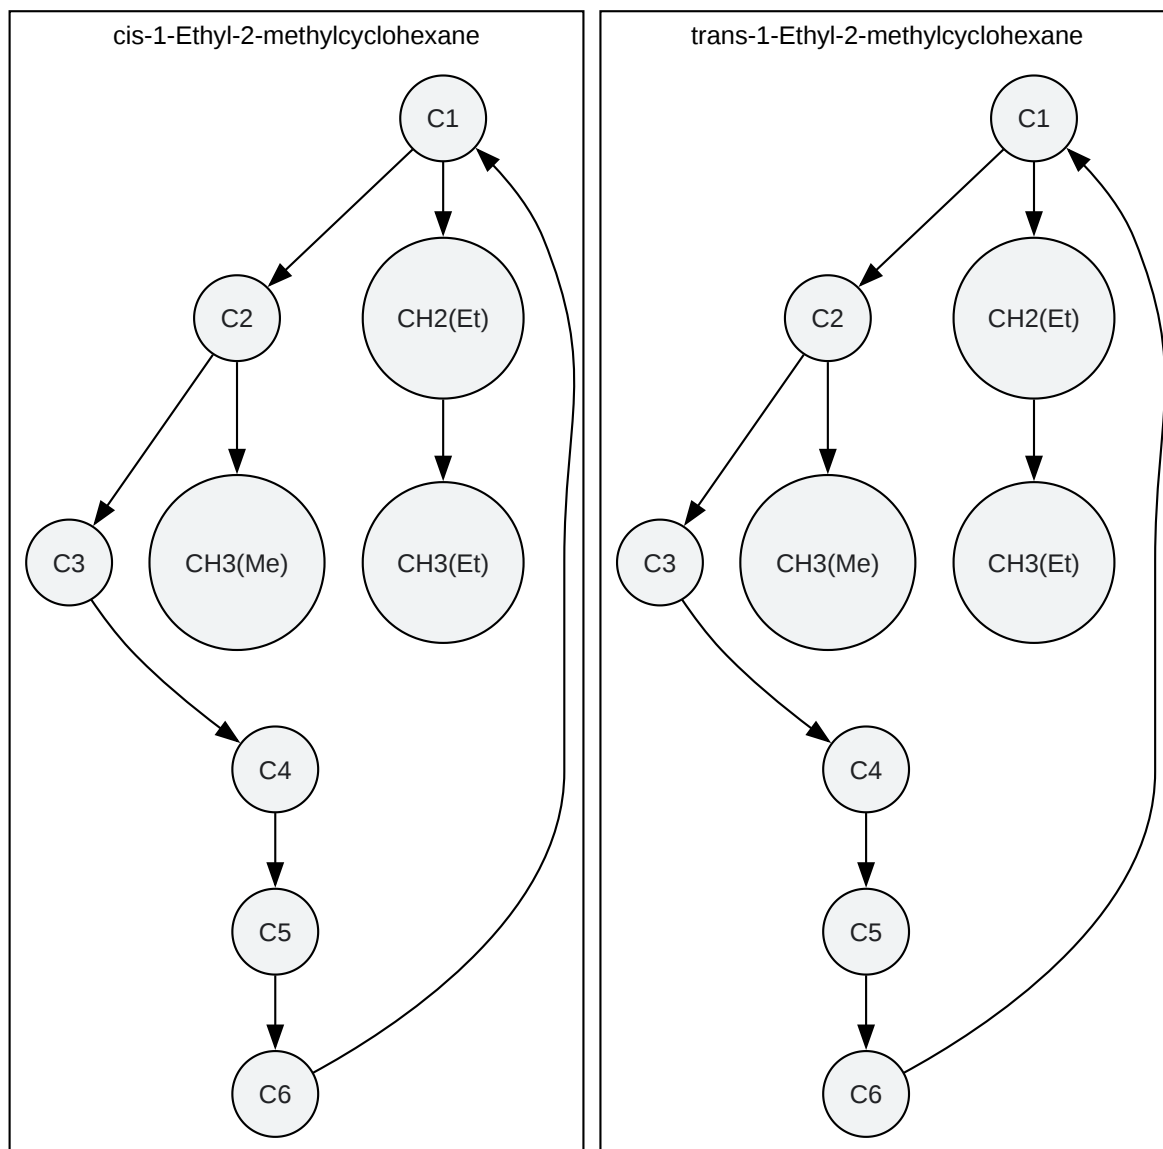 cis-1-Ethyl-2-methylcyclohexane
C1
C2
CH2(Et)
C3
CH3(Me)
CH3(Et)
C4
C5
C6
trans-1-Ethyl-2-methylcyclohexane
C1
C2
CH2(Et)
C3
CH3(Me)
CH3(Et)
C4
C5
C6